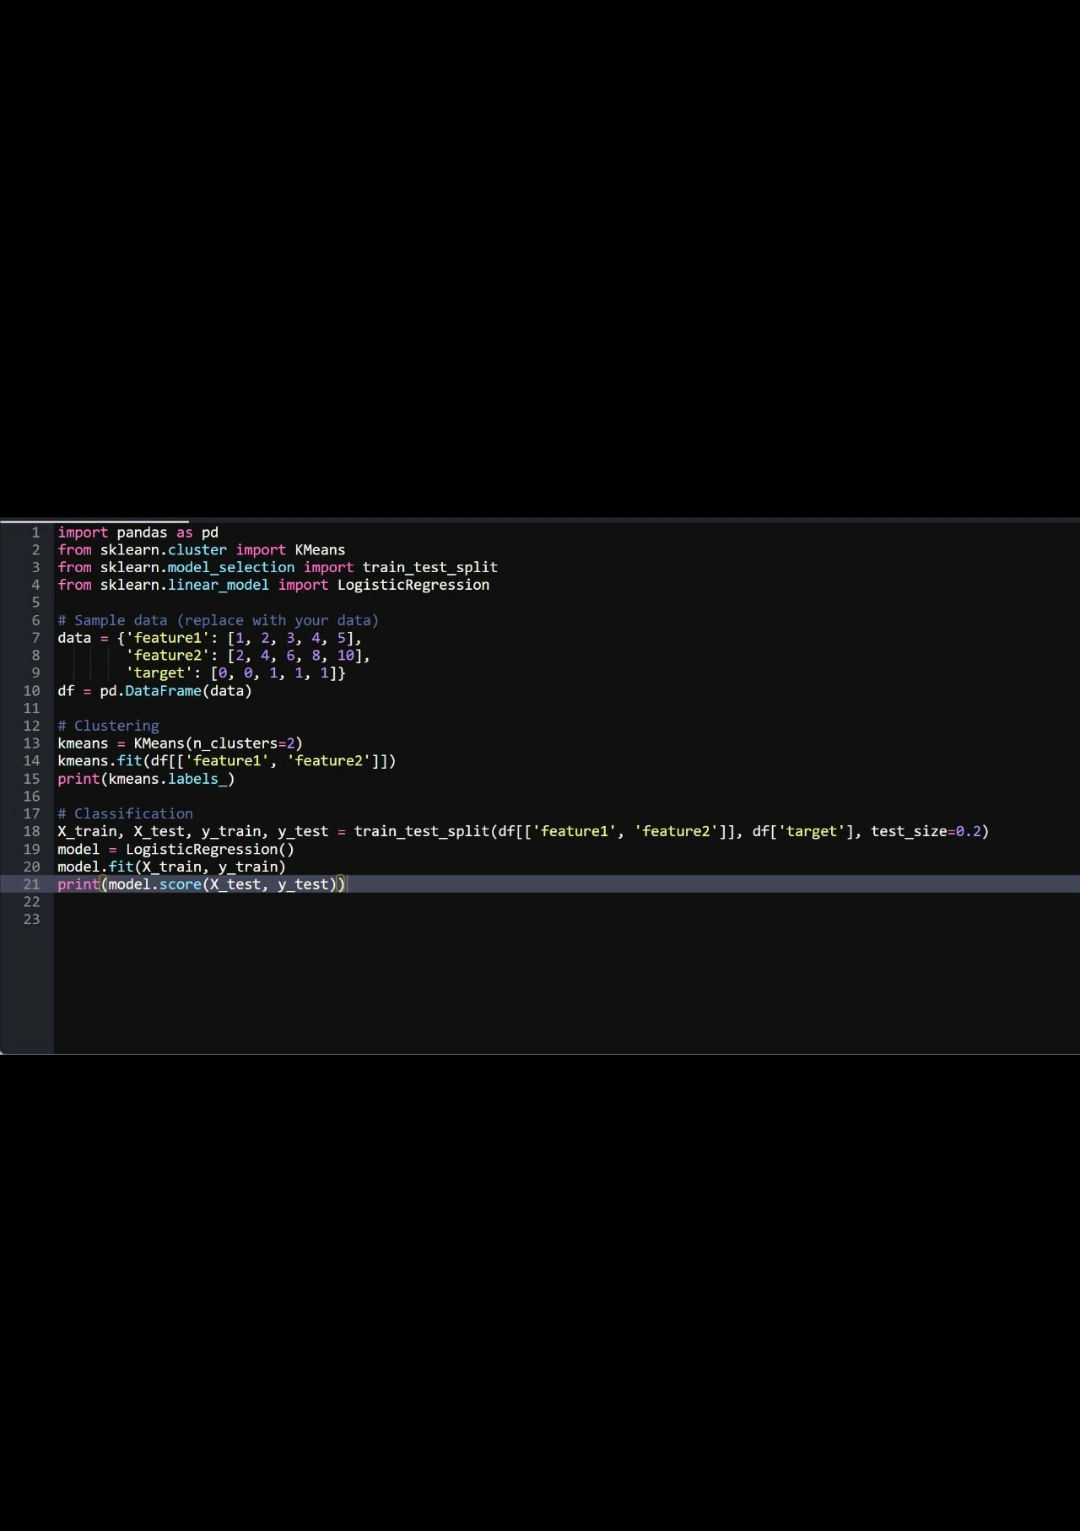 1 import pandas as pd
2 from sklearn.cluster import KMeans
3 from sklearn.model_selection import train_test_split
4 from sklearn.linear_model import LogisticRegression
5
6 # Sample data (replace with your data)
7 data = {'feature1': [1, 2, 3, 4, 5],
8         'feature2': [2, 4, 6, 8, 10],
9         'target': [0, 0, 1, 1, 1]}
10 df = pd.DataFrame(data)
11
12 # Clustering
13 kmeans = KMeans(n_clusters=2)
14 kmeans.fit(df[['feature1', 'feature2']])
15 print(kmeans.labels_)
16
17 # Classification
18 X_train, X_test, y_train, y_test = train_test_split(df[['feature1', 'feature2']], df['target'], test_size=0.2)
19 model = LogisticRegression()
20 model.fit(X_train, y_train)
21 print(model.score(X_test, y_test))
22
23